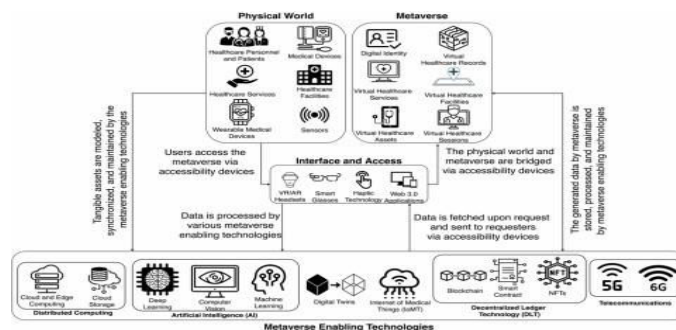 Physical World
Metaverse
Healthcare Personnel
and Patients
Medical Devices
Healthcare Services
Healthcare
Facilities
Wearable Medical
Devices
Sensors
Digital Identity
Virtual
Healthcare Records
Virtual Healthcare
Services
Virtual Healthcare
Facilities
Virtual Healthcare
Assets
Virtual Healthcare
Sessions
Tangible assets are modeled,
synchronized, and maintained by the
metaverse enabling technologies
Users access the
metaverse via
accessibility devices
The physical world and
metaverse are bridged via
accessibility devices
The generated data by metaverse is
stored, processed, and maintained
by metaverse enabling technologies
Interface and Access
VR/AR
Headsets
Smart
Glasses
Haptic
Technology
Web 3.0
Applications
Data is processed by
various metaverse
enabling technologies
Data is fetched upon request
and sent to requesters
via accessibility devices
Cloud and Edge
Computing
Cloud
Storage
Distributed Computing
Deep
Learning
Computer
Vision
Machine
Learning
Artificial Intelligence (AI)
Digital Twins
Internet of Medical
Things (IoMT)
Blockchain
Smart
Contract
NFT
NFTs
Decentralized Ledger
Technology (DLT)
5G
6G
Telecommunications
Metaverse Enabling Technologies